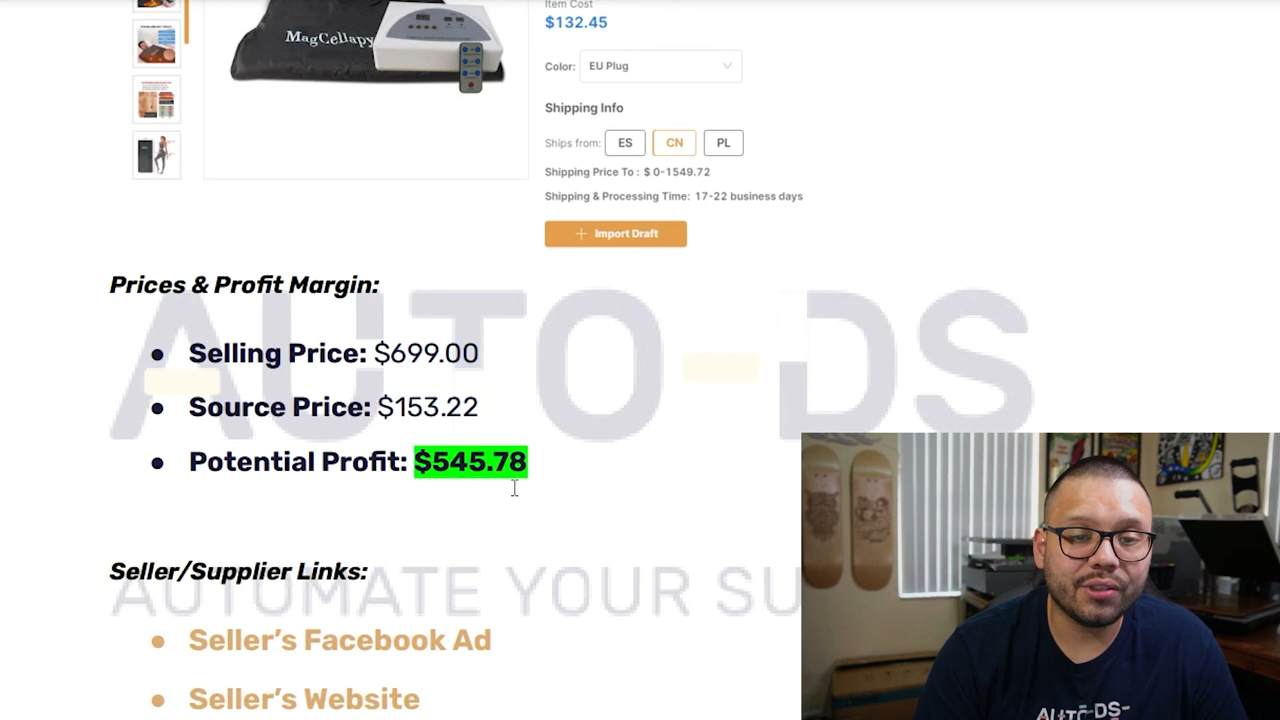 Item Cost
$132.45
MagCellapy
Color: EU Plug
Shipping Info
Ships from: ES CN PL
Shipping Price To : $ 0-1549.72
Shipping & Processing Time: 17-22 business days
+ Import Draft
Prices & Profit Margin:
AUTO-DS
• Selling Price: $699.00
• Source Price: $153.22
• Potential Profit: $545.78
Seller/Supplier Links:
AUTOMATE YOUR SU
• Seller’s Facebook Ad
• Seller’s Website
AUTO-DS-